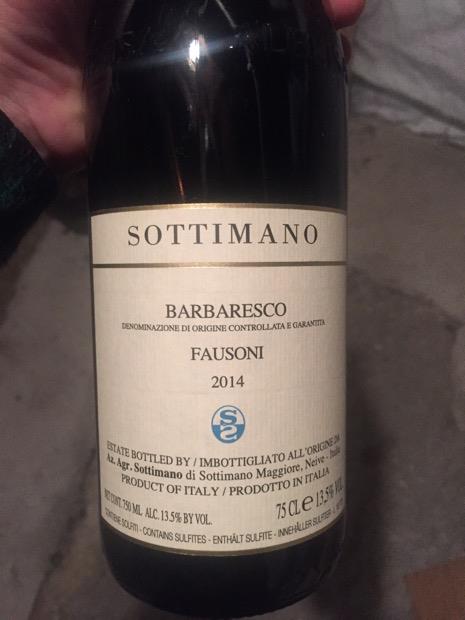 SOTTIMANO
BARBARESCO
DENOMINAZIONE DI ORIGINE CONTROLLATA E GARANTITA
FAUSONI
2014
SS
ESTATE BOTTLED BY / IMBOTTIGLIATO ALL'ORIGINE DA
Az. Agr. Sottimano di Sottimano Maggiore, Neive - Italia
PRODUCT OF ITALY / PRODOTTO IN ITALIA
NET CONT. 750 ML ALC. 13.5% BY VOL. 75 CL e 13,5% VOL
CONTIENE SOLFITI - CONTAINS SULFITES - ENTHÄLT SULFITE - INNEHÅLLER SULFITER